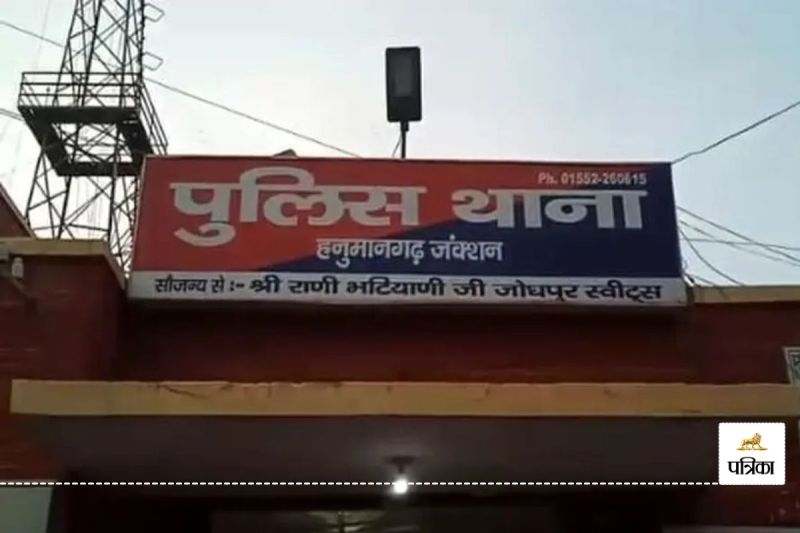 Ph. 01552-260615
पुलिस थाना
हनुमानगढ़ जंक्शन
सौजन्य से :- श्री राणी भटियाणी जी जोधपुर स्वीट्स
पत्रिका